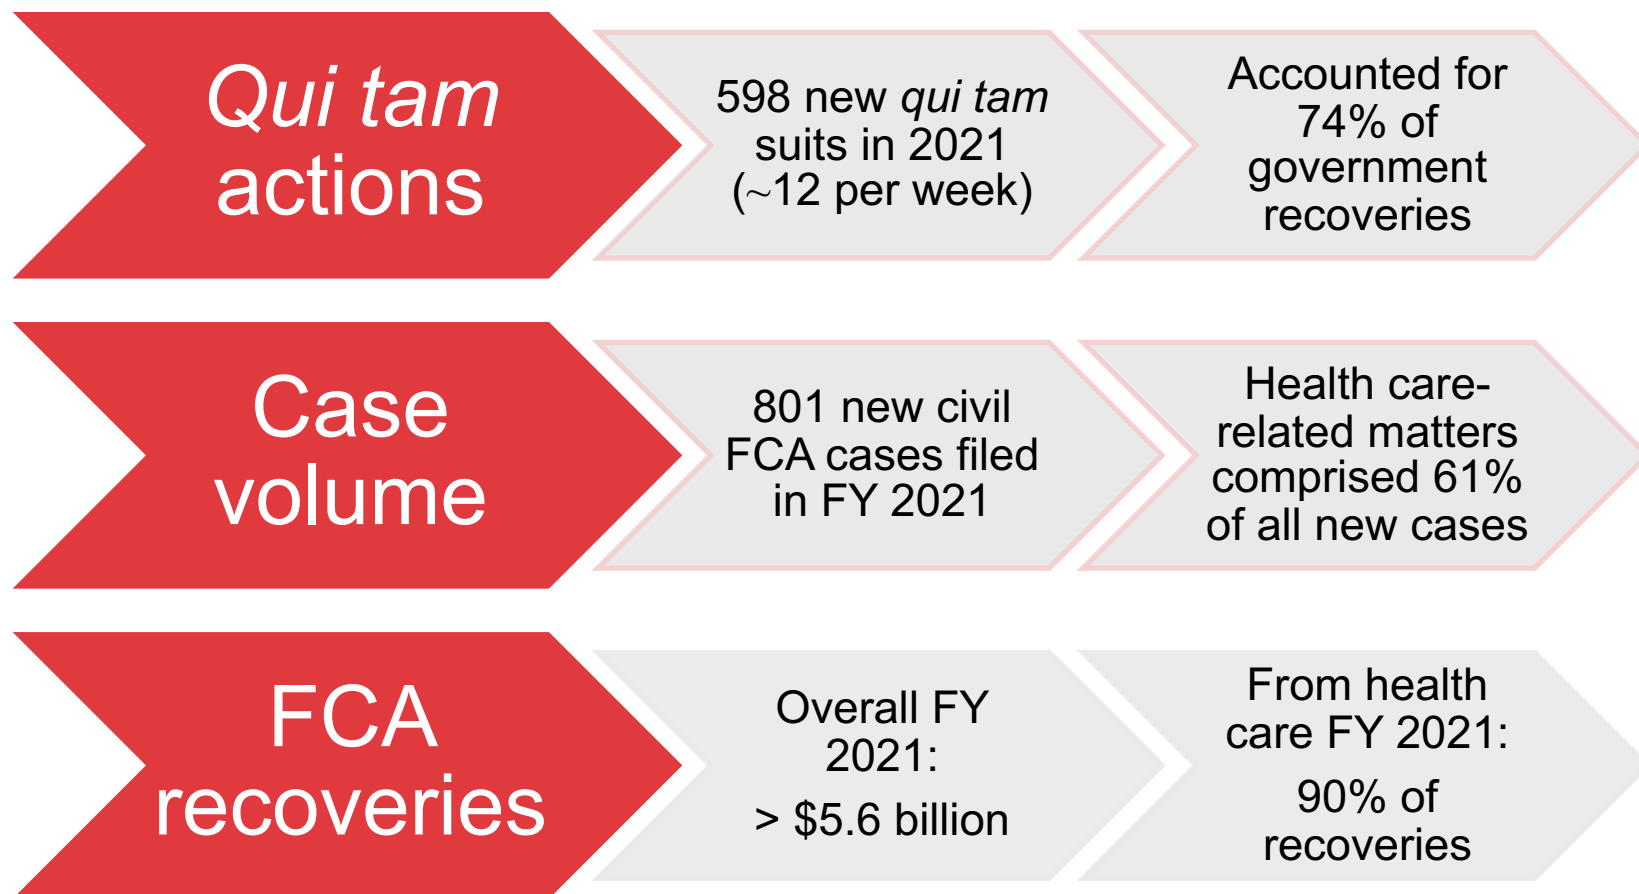 Qui tam
actions
598 new qui tam
suits in 2021
(~12 per week)
Accounted for
74% of
government
recoveries
Case
volume
801 new civil
FCA cases filed
in FY 2021
Health care-
related matters
comprised 61%
of all new cases
FCA
recoveries
Overall FY
2021:
> $5.6 billion
From health
care FY 2021:
90% of
recoveries